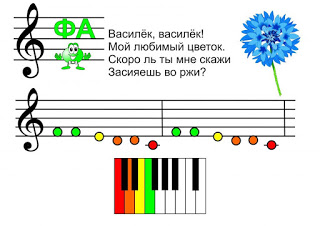 ФА
Василёк, василёк!
Мой любимый цветок.
Скоро ль ты мне скажи
Засияешь во ржи?